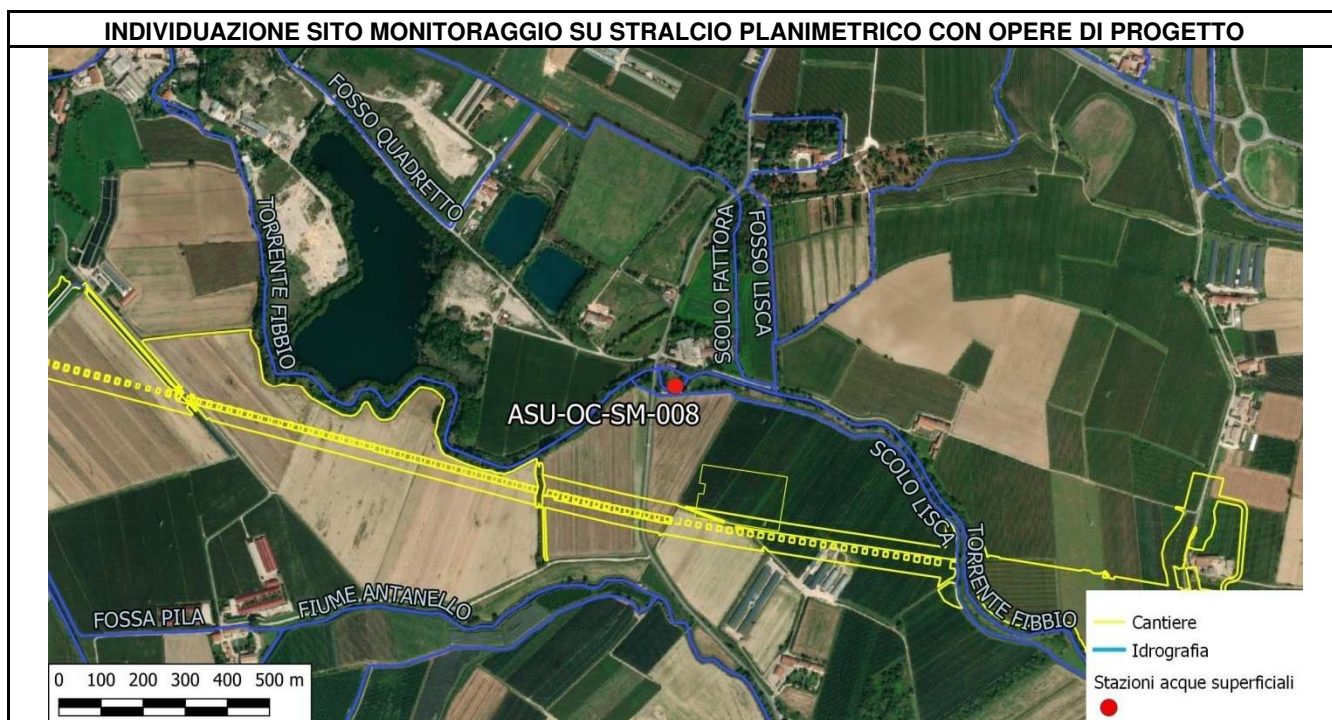 INDIVIDUAZIONE SITO MONITORAGGIO SU STRALCIO PLANIMETRICO CON OPERE DI PROGETTO
FOSSO QUADRETTO
TORRENTE FIBBIO
SCOLO FATTORA
FOSSO LISCA
ASU-OC-SM-008
SCOLO LISCA
TORRENTE FIBBIO
FOSSA PILA
FIUME ANTANELLO
0 100 200 300 400 500 m
Cantiere
Idrografia
Stazioni acque superficiali